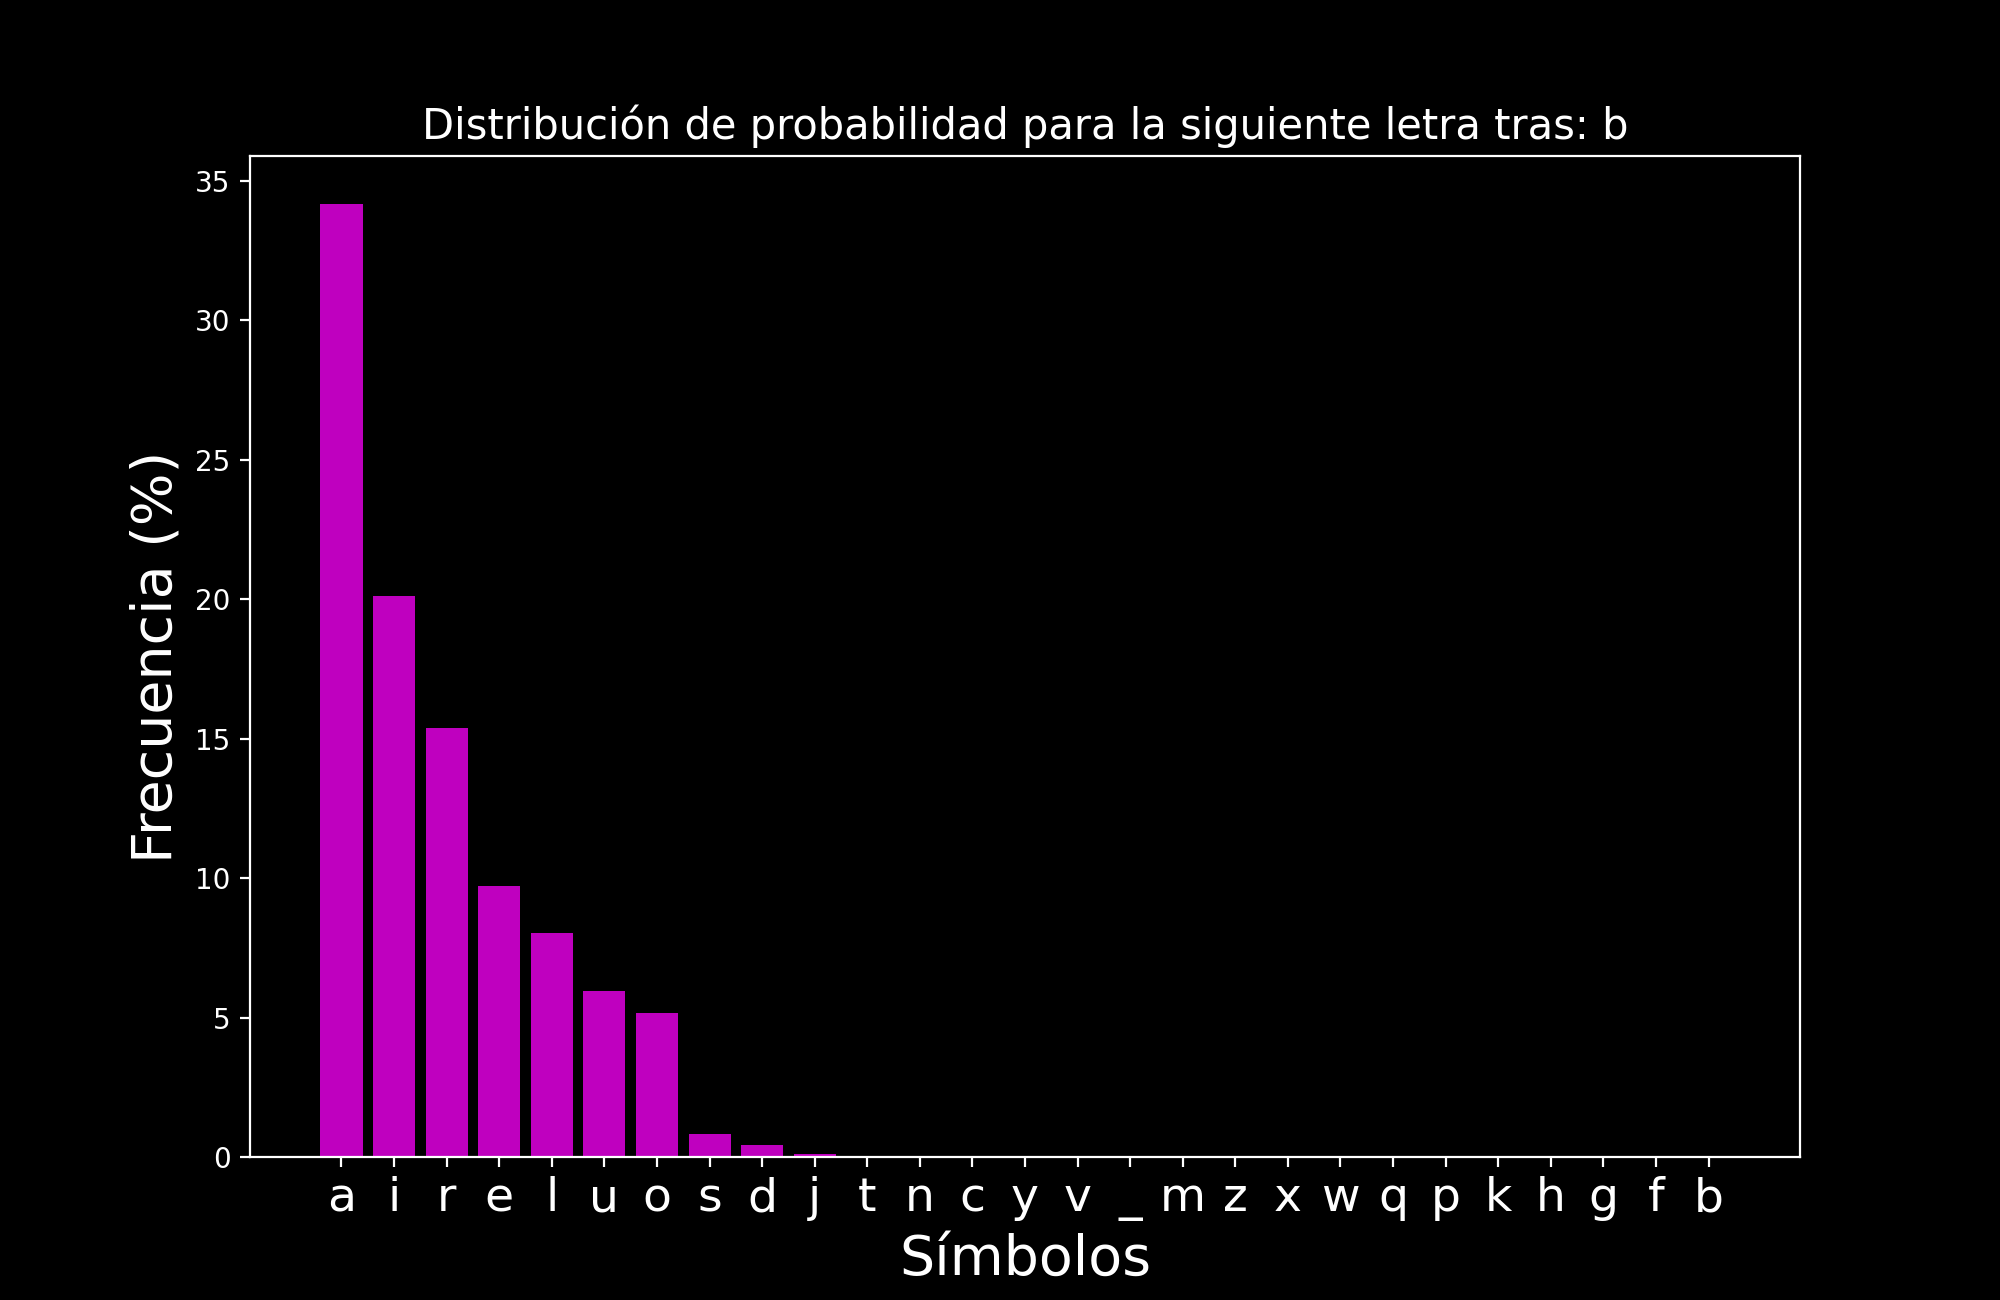 Distribución de probabilidad para la siguiente letra tras: b
35
30
25
20
15
10
5
0
Frecuencia (%)
a i r e l u o s d j t n c y v _ m z x w q p k h g f b
Símbolos